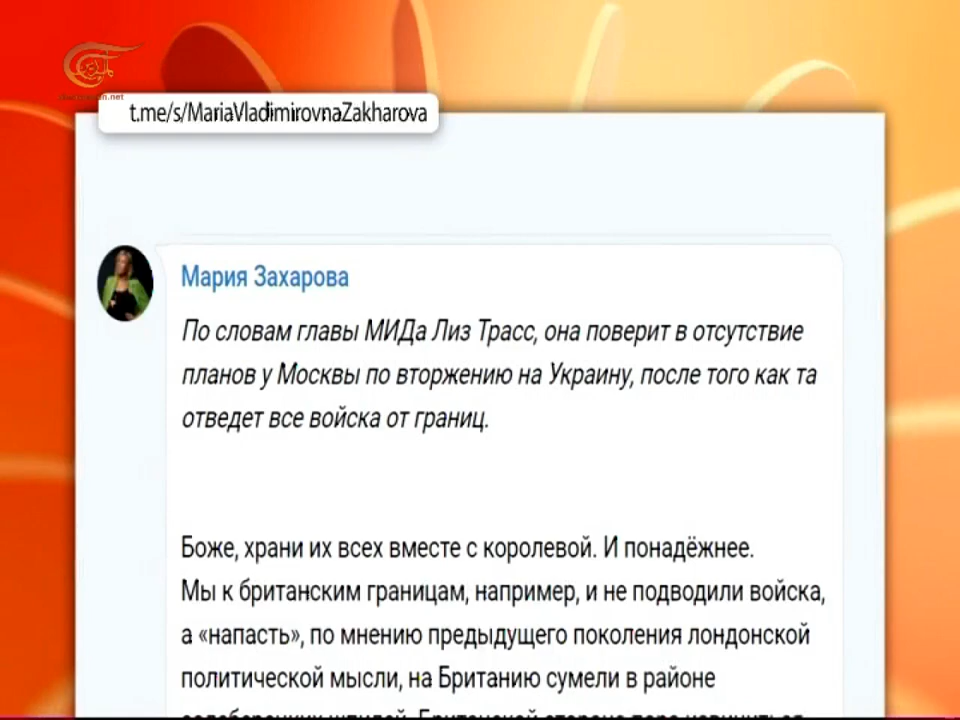 t.me/s/MariaVladimirovnaZakharova
Мария Захарова
По словам главы МИДа Лиз Трасс, она поверит в отсутствие
планов у Москвы по вторжению на Украину, после того как та
отведет все войска от границ.
Боже, храни их всех вместе с королевой. И понадёжнее.
Мы к британским границам, например, и не подводили войска,
а «напасть», по мнению предыдущего поколения лондонской
политической мысли, на Британию сумели в районе